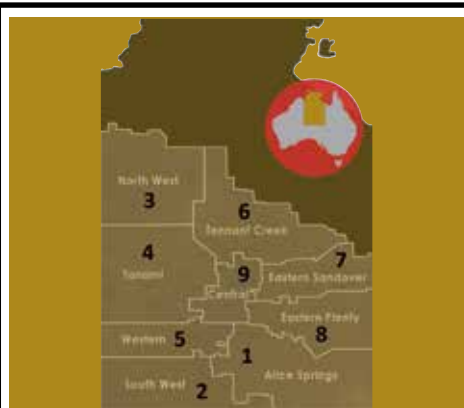 North West
3
6
Tennant Creek
4
7
Tanami
9
Eastern Sandover
Central
Eastern Plenty
Western 5
8
1
Alice Springs
South West
2